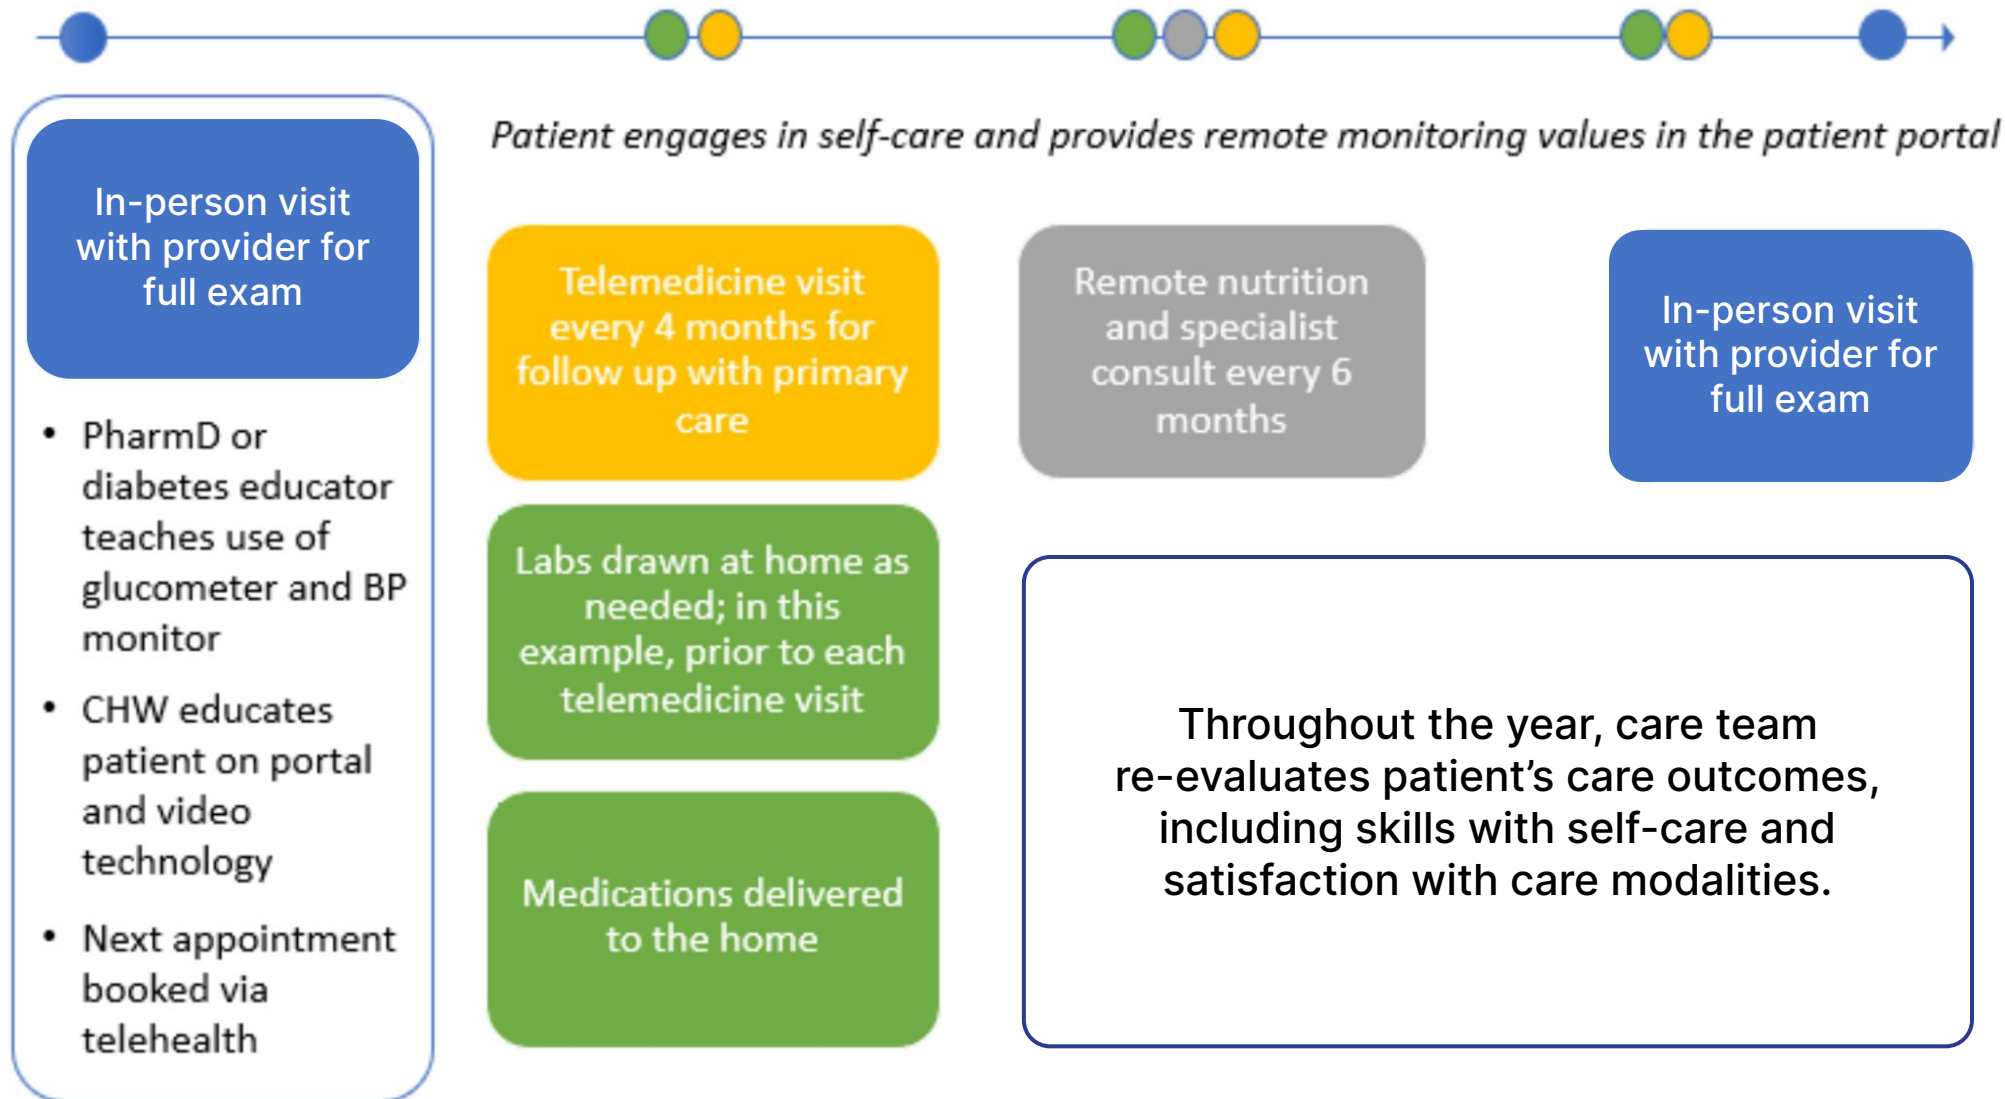 Patient engages in self-care and provides remote monitoring values in the patient portal
In-person visit
with provider for
full exam
• PharmD or
diabetes educator
teaches use of
glucometer and BP
monitor
• CHW educates
patient on portal
and video
technology
• Next appointment
booked via
telehealth
Telemedicine visit
every 4 months for
follow up with primary
care
Labs drawn at home as
needed; in this
example, prior to each
telemedicine visit
Medications delivered
to the home
Remote nutrition
and specialist
consult every 6
months
In-person visit
with provider for
full exam
Throughout the year, care team
re-evaluates patient’s care outcomes,
including skills with self-care and
satisfaction with care modalities.